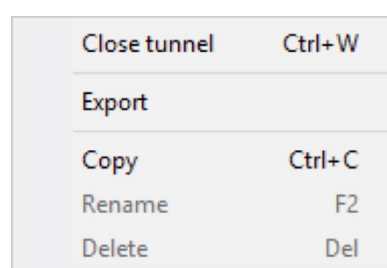 Close tunnel Ctrl+W
Export
Copy Ctrl+C
Rename F2
Delete Del